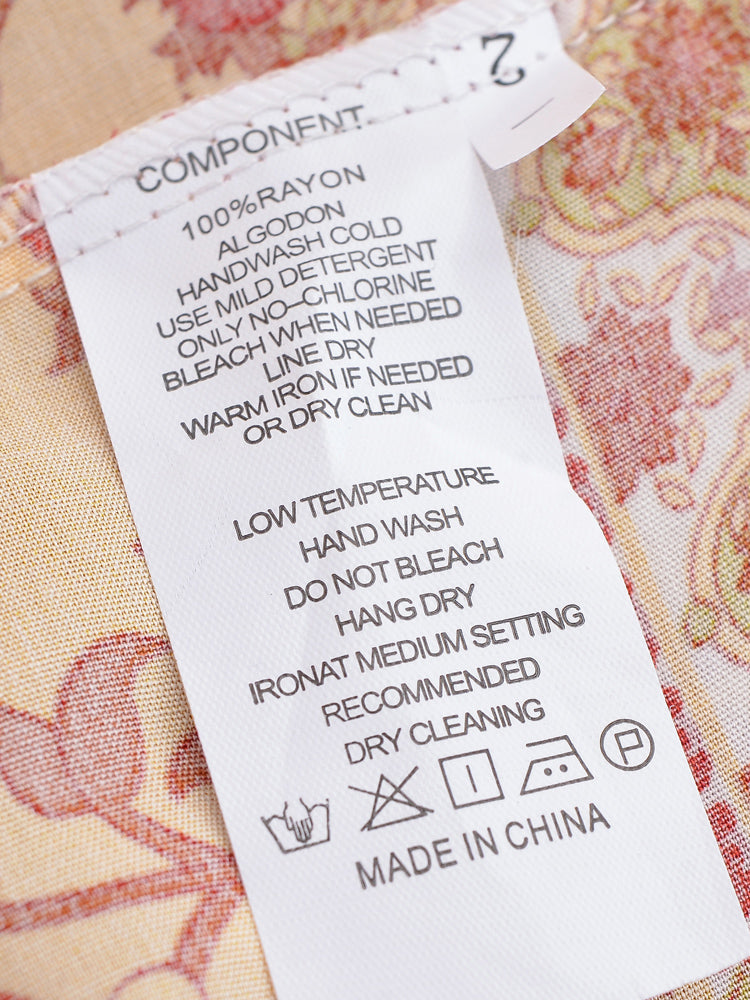 2
COMPONENT
100%RAYON
ALGODON
HANDWASH COLD
USE MILD DETERGENT
ONLY NO-CHLORINE
BLEACH WHEN NEEDED
LINE DRY
WARM IRON IF NEEDED
OR DRY CLEAN
LOW TEMPERATURE
HAND WASH
DO NOT BLEACH
HANG DRY
IRONAT MEDIUM SETTING
RECOMMENDED
DRY CLEANING
P
MADE IN CHINA